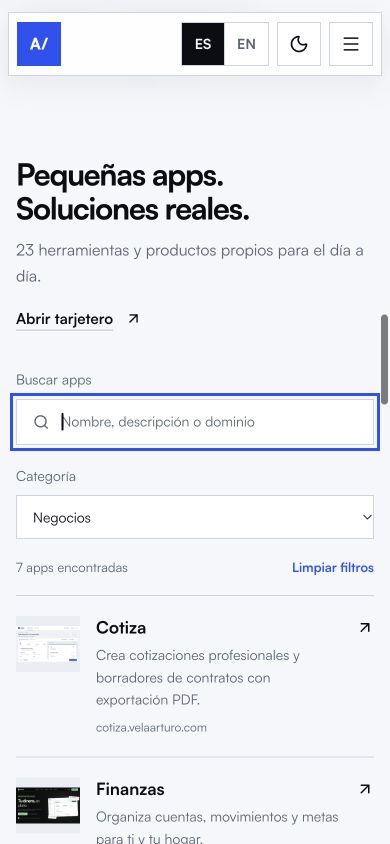 A/
ES
EN
Pequeñas apps.
Soluciones reales.
23 herramientas y productos propios para el día a
día.
Abrir tarjetero
Buscar apps
Nombre, descripción o dominio
Categoría
Negocios
7 apps encontradas
Limpiar filtros
Cotiza
Crea cotizaciones profesionales y
borradores de contratos con
exportación PDF.
cotiza.velaarturo.com
Finanzas
Organiza cuentas, movimientos y metas
para ti y tu hogar.